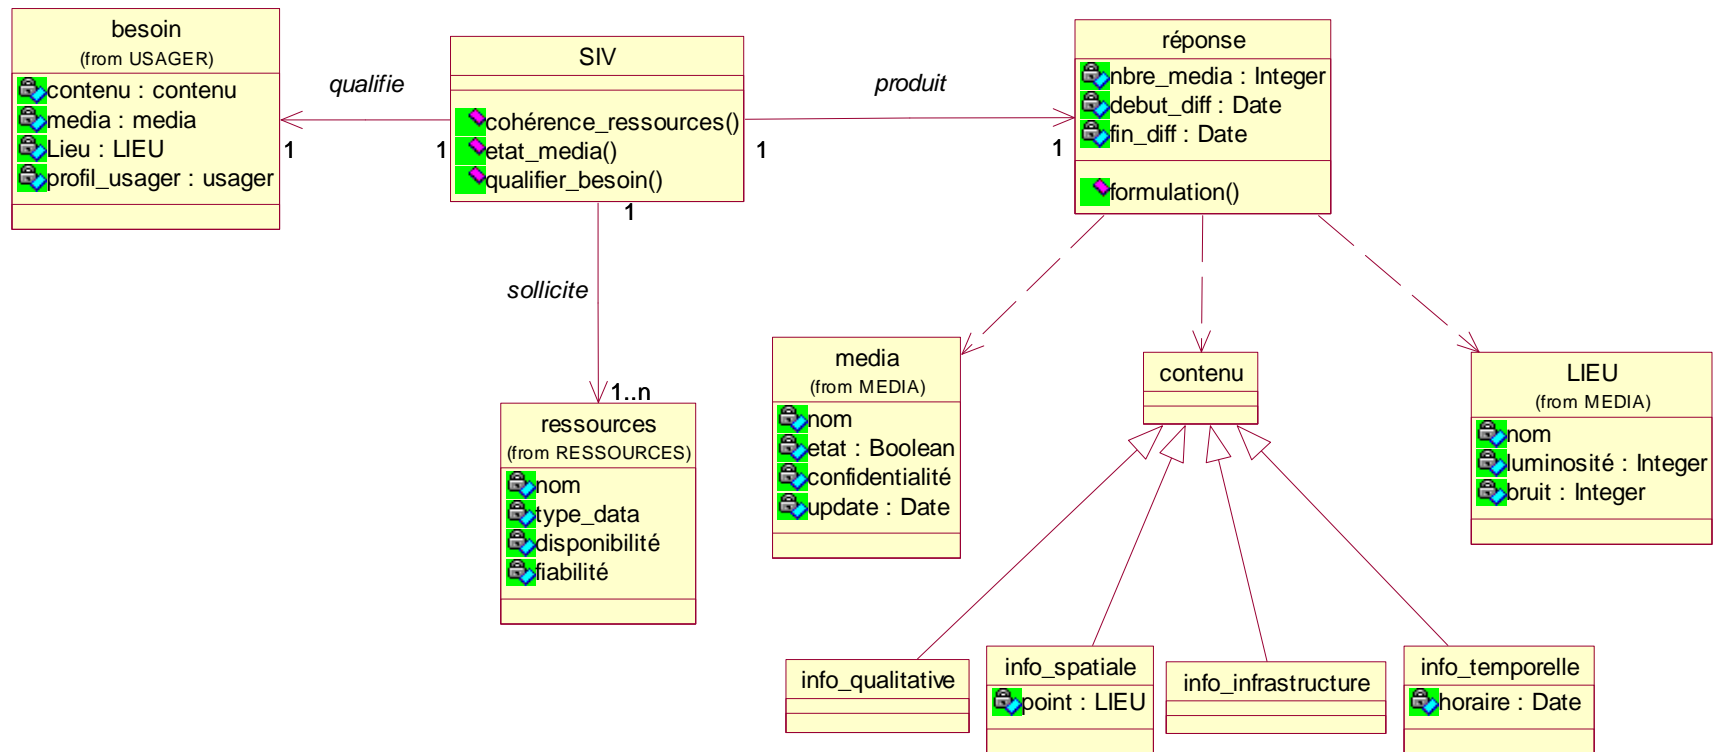 besoin
(from USAGER)
contenu : contenu
media : media
Lieu : LIEU
profil_usager : usager
1
qualifie
1
SIV
cohérence_ressources()
etat_media()
qualifier_besoin()
1
produit
1
réponse
nbre_media : Integer
debut_diff : Date
fin_diff : Date
formulation()
1
sollicite
1..n
ressources
(from RESSOURCES)
nom
type_data
disponibilité
fiabilité
media
(from MEDIA)
nom
etat : Boolean
confidentialité
update : Date
contenu
LIEU
(from MEDIA)
nom
luminosité : Integer
bruit : Integer
info_qualitative
info_spatiale
point : LIEU
info_infrastructure
info_temporelle
horaire : Date